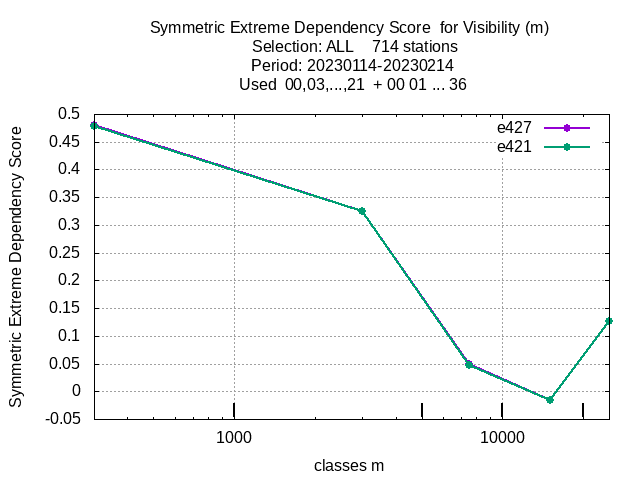 Symmetric Extreme Dependency Score  for Visibility (m)
Selection: ALL    714 stations
Period: 20230114-20230214
Used  00,03,...,21  + 00 01 ... 36
0.5
0.45
0.4
0.35
0.3
0.25
0.2
0.15
0.1
0.05
0
-0.05
Symmetric Extreme Dependency Score
e427
e421
1000
10000
classes m